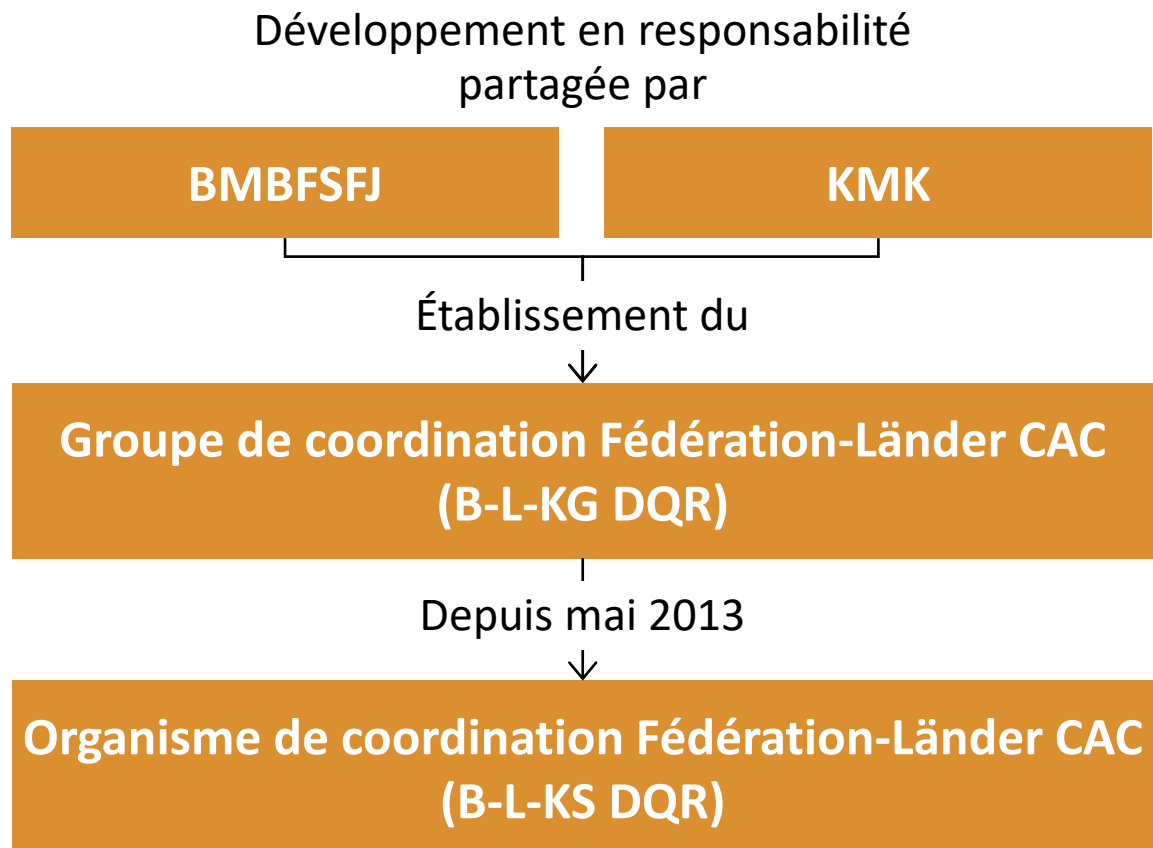 Développement en responsabilité
partagée par
BMBFSFJ
KMK
Établissement du
Groupe de coordination Fédération-Länder CAC
(B-L-KG DQR)
Depuis mai 2013
Organisme de coordination Fédération-Länder CAC
(B-L-KS DQR)